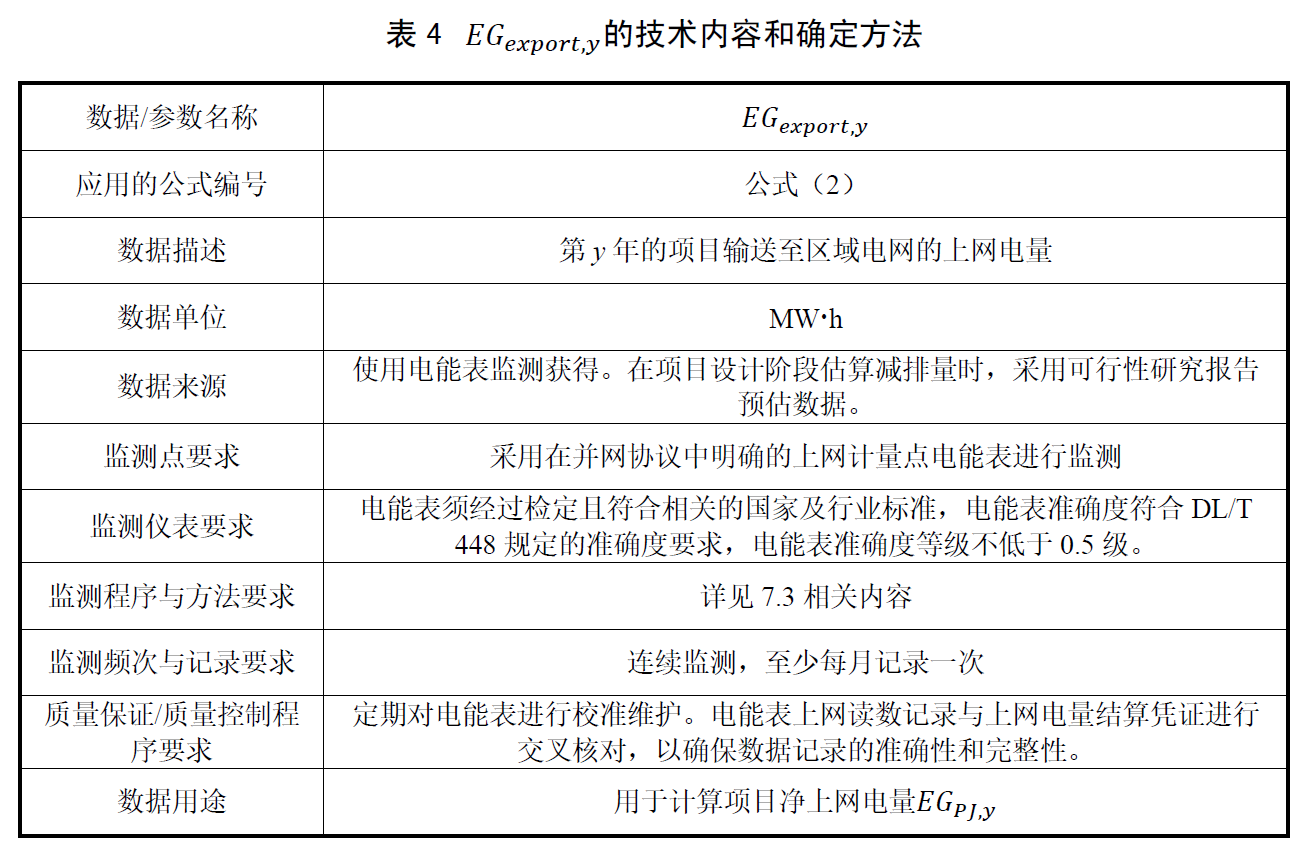 表 4 EGexport,y的技术内容和确定方法
数据/参数名称
EGexport,y
应用的公式编号
公式（2）
数据描述
第 y 年的项目输送至区域电网的上网电量
数据单位
MW·h
数据来源
使用电能表监测获得。在项目设计阶段估算减排量时，采用可行性研究报告
预估数据。
监测点要求
采用在并网协议中明确的上网计量点电能表进行监测
监测仪表要求
电能表须经过检定且符合相关的国家及行业标准，电能表准确度符合 DL/T
448 规定的准确度要求，电能表准确度等级不低于 0.5 级。
监测程序与方法要求
详见 7.3 相关内容
监测频次与记录要求
连续监测，至少每月记录一次
质量保证/质量控制程
序要求
定期对电能表进行校准维护。电能表上网读数记录与上网电量结算凭证进行
交叉核对，以确保数据记录的准确性和完整性。
数据用途
用于计算项目净上网电量EGPJ,y